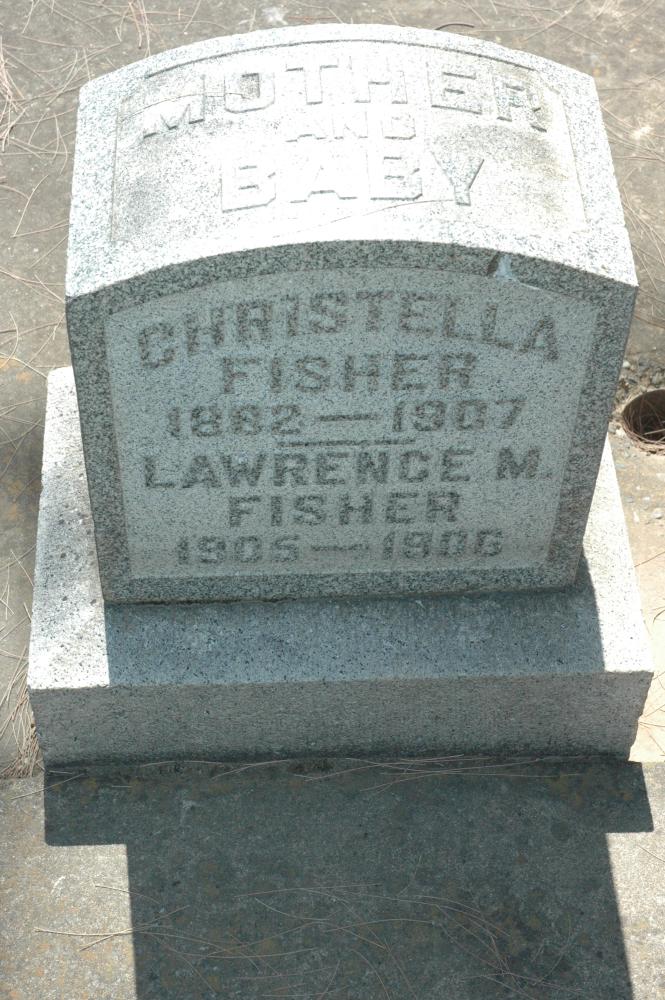 MOTHER
AND
BABY
CHRISTELLA
FISHER
1882 — 1907
LAWRENCE M.
FISHER
1905 — 1906